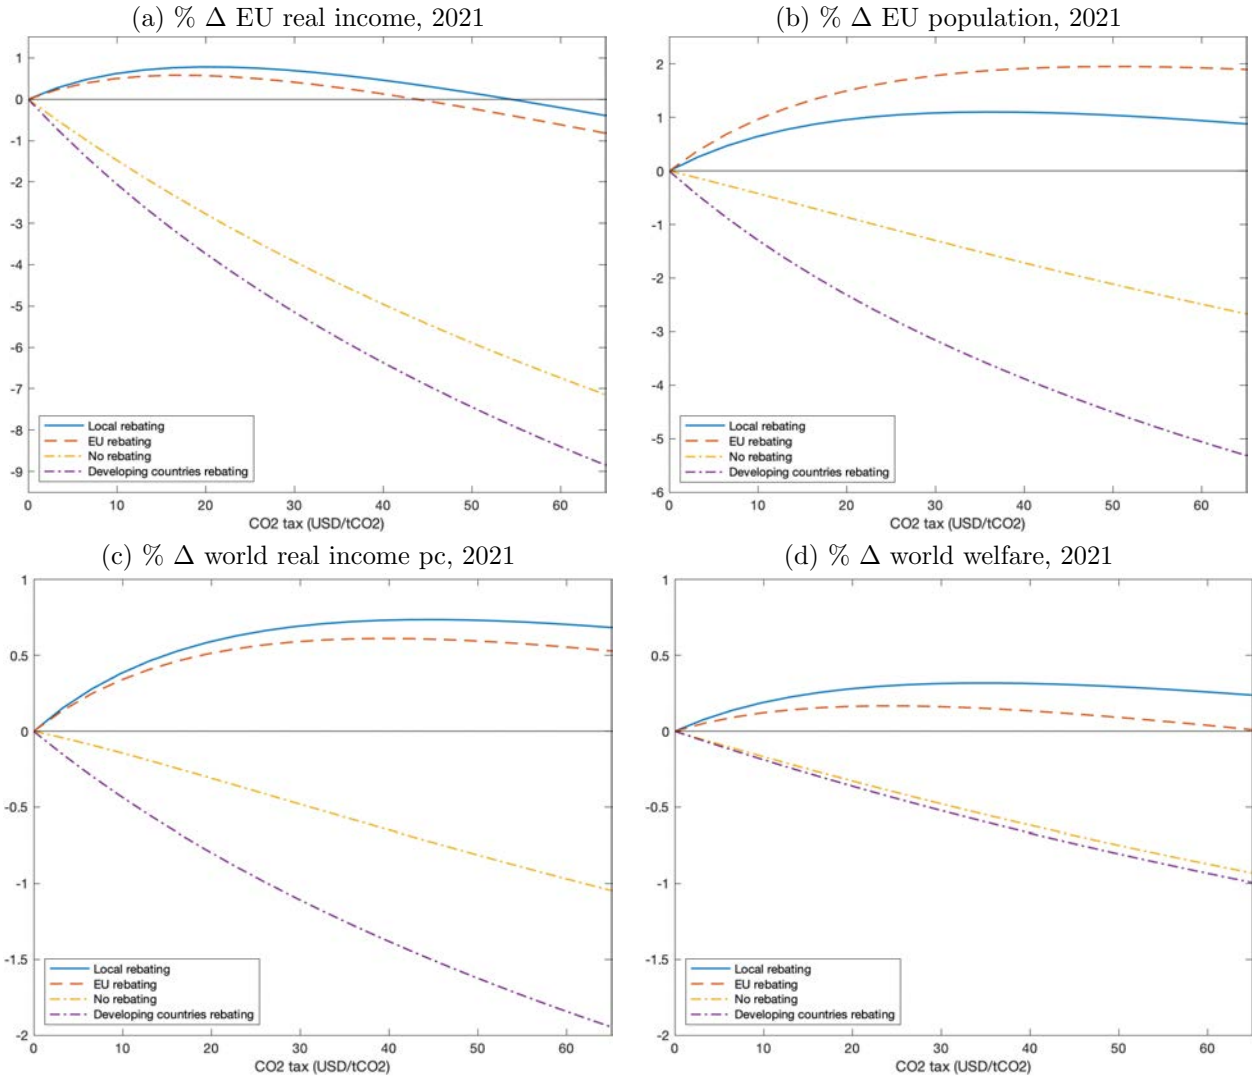 (a) % Δ EU real income, 2021
1
0
-1
-2
-3
-4
-5
-6
-7
-8
-9
Local rebating
EU rebating
No rebating
Developing countries rebating
0 10 20 30 40 50 60
CO2 tax (USD/tCO2)
(b) % Δ EU population, 2021
2
1
0
-1
-2
-3
-4
-5
-6
Local rebating
EU rebating
No rebating
Developing countries rebating
0 10 20 30 40 50 60
CO2 tax (USD/tCO2)
(c) % Δ world real income pc, 2021
1
0.5
0
-0.5
-1
-1.5
-2
Local rebating
EU rebating
No rebating
Developing countries rebating
0 10 20 30 40 50 60
CO2 tax (USD/tCO2)
(d) % Δ world welfare, 2021
1
0.5
0
-0.5
-1
-1.5
-2
Local rebating
EU rebating
No rebating
Developing countries rebating
0 10 20 30 40 50 60
CO2 tax (USD/tCO2)